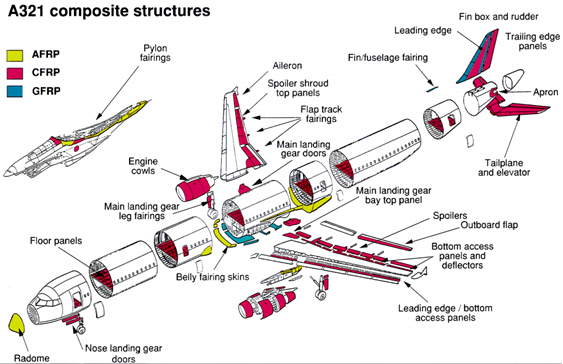 A321 composite structures
AFRP
CFRP
GFRP
Pylon
fairings
Fin box and rudder
Leading edge
Trailing edge
panels
Fin/fuselage fairing
Aileron
Spoiler shroud
top panels
Flap track
fairings
Apron
Main landing
gear doors
Engine
cowls
Tailplane
and elevator
Main landing gear
leg fairings
Main landing gear
bay top panel
Spoilers
Outboard flap
Floor panels
Bottom access
panels and
deflectors
Belly fairing skins
Leading edge / bottom
access panels
Radome
Nose landing gear
doors